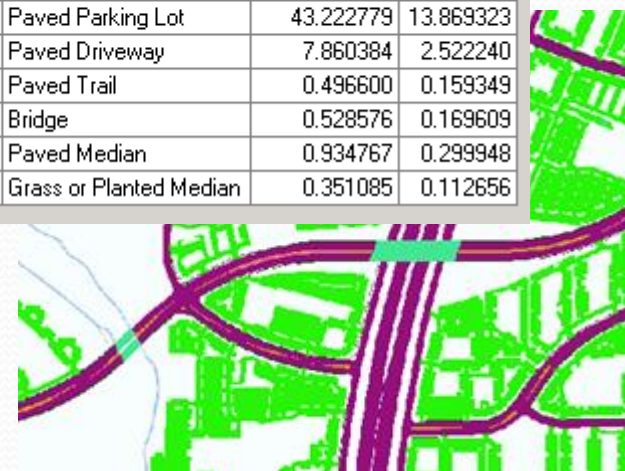 Paved Parking Lot 43.222779 13.869323
Paved Driveway 7.860384 2.522240
Paved Trail 0.496600 0.159349
Bridge 0.528576 0.169609
Paved Median 0.934767 0.299948
Grass or Planted Median 0.351085 0.112656